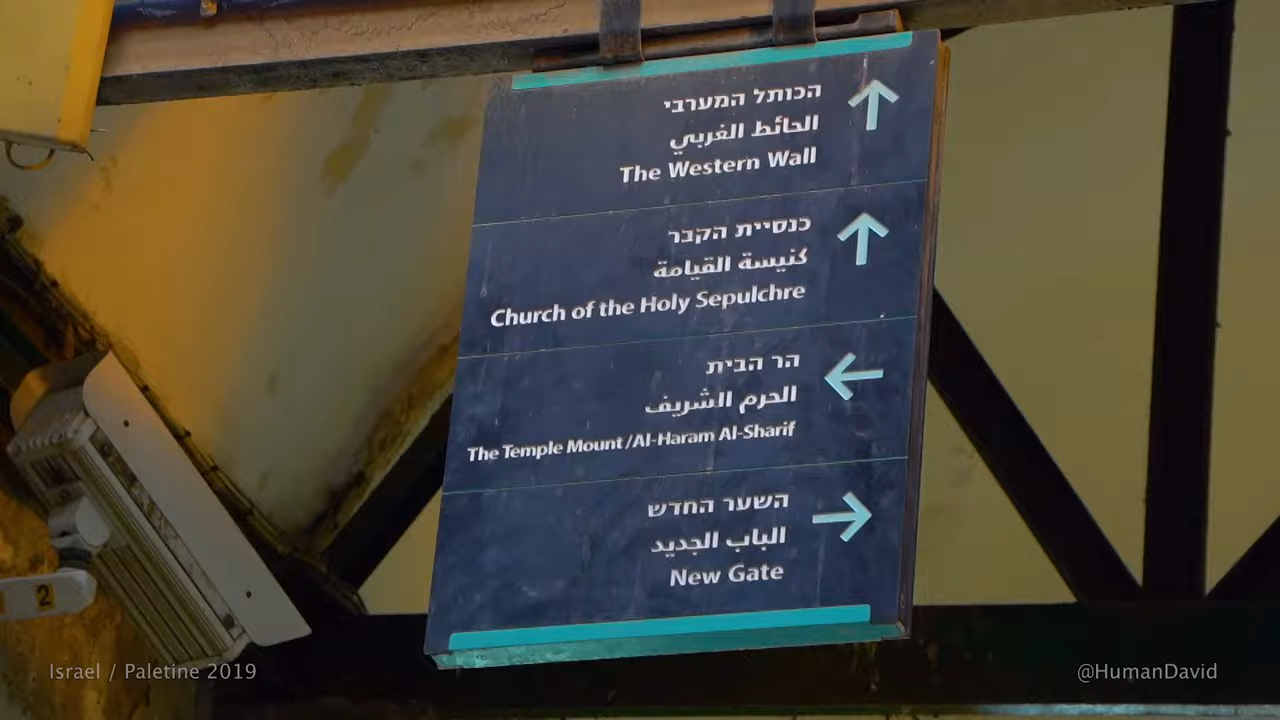 הכותל המערבי
الحائط الغربي
The Western Wall
כנסיית הקבר
كنيسة القيامة
Church of the Holy Sepulchre
הר הבית
الحرم الشريف
The Temple Mount/Al-Haram Al-Sharif
השער החדש
الباب الجديد
New Gate
2
Israel / Paletine 2019
@HumanDavid